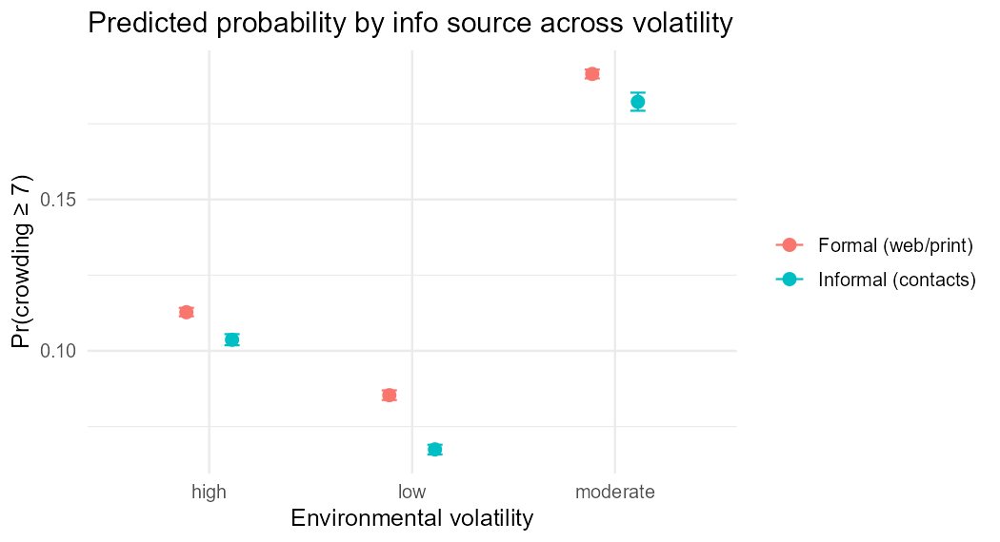 Predicted probability by info source across volatility
Pr(crowding ≥ 7)
0.15
0.10
high low moderate
Environmental volatility
Formal (web/print)
Informal (contacts)